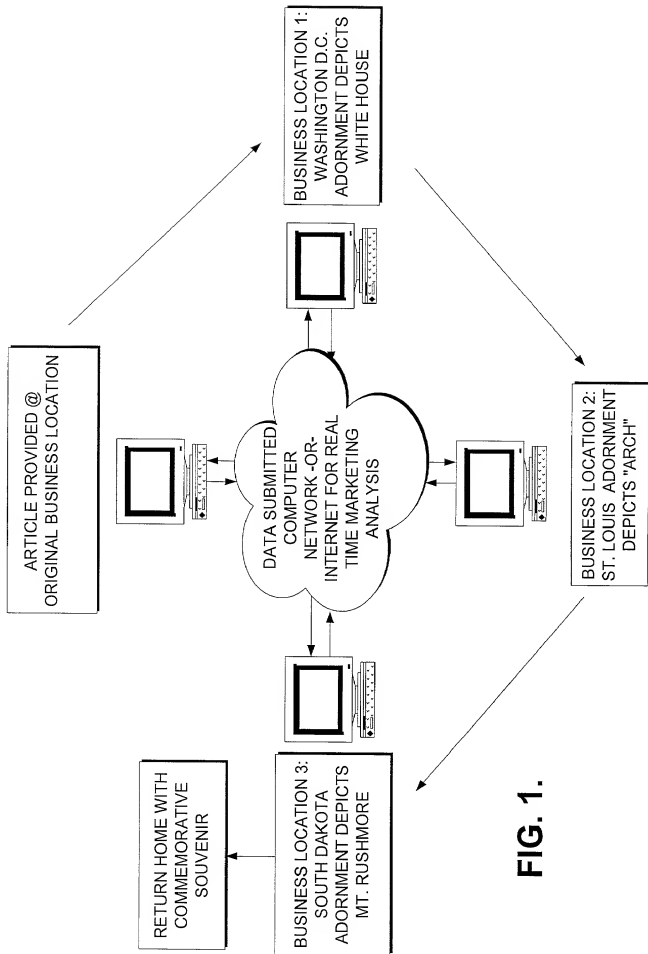 ARTICLE PROVIDED @
ORIGINAL BUSINESS LOCATION
BUSINESS LOCATION 1:
WASHINGTON D.C.
ADORNMENT DEPICTS
WHITE HOUSE
DATA SUBMITTED
COMPUTER
NETWORK -OR-
INTERNET FOR REAL
TIME MARKETING
ANALYSIS
BUSINESS LOCATION 2:
ST. LOUIS ADORNMENT
DEPICTS "ARCH"
BUSINESS LOCATION 3:
SOUTH DAKOTA
ADORNMENT DEPICTS
MT. RUSHMORE
RETURN HOME WITH
COMMEMORATIVE
SOUVENIR
FIG. 1.